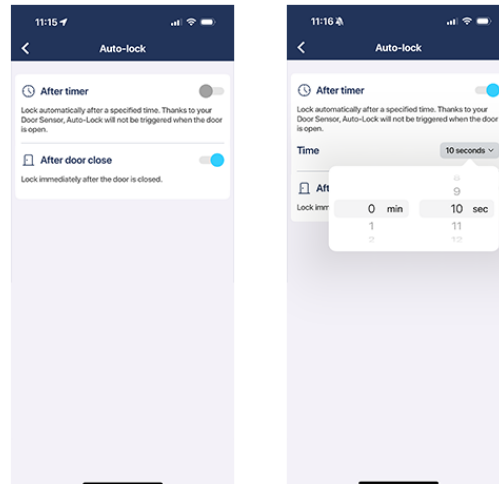 11:15
Auto-lock
After timer
Lock automatically after a specified time. Thanks to your
Door Sensor, Auto-Lock will not be triggered when the door
is open.
After door close
Lock immediately after the door is closed.
11:16
Auto-lock
After timer
Lock automatically after a specified time. Thanks to your
Door Sensor, Auto-Lock will not be triggered when the door
is open.
Time
10 seconds
Aft
Lock imm
9
0 min 10 sec
1 11
2 12